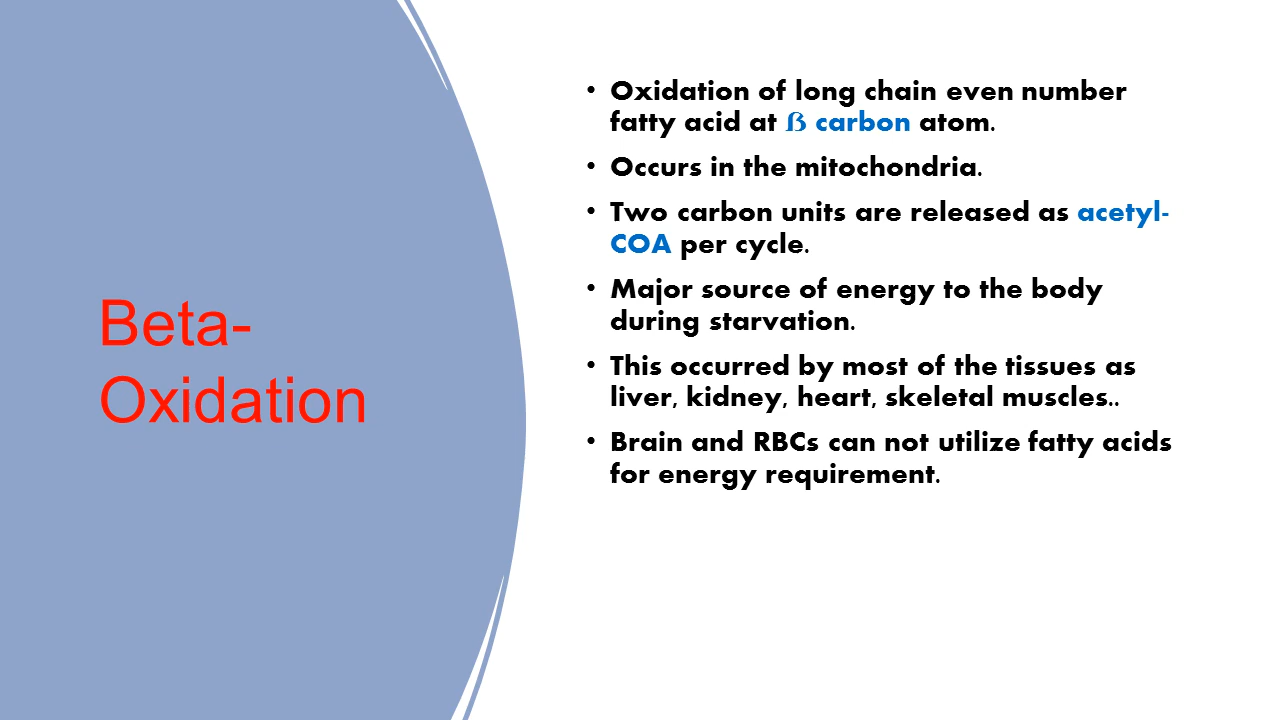 Beta-
Oxidation
• Oxidation of long chain even number
fatty acid at ß carbon atom.
• Occurs in the mitochondria.
• Two carbon units are released as acetyl-
COA per cycle.
• Major source of energy to the body
during starvation.
• This occurred by most of the tissues as
liver, kidney, heart, skeletal muscles..
• Brain and RBCs can not utilize fatty acids
for energy requirement.